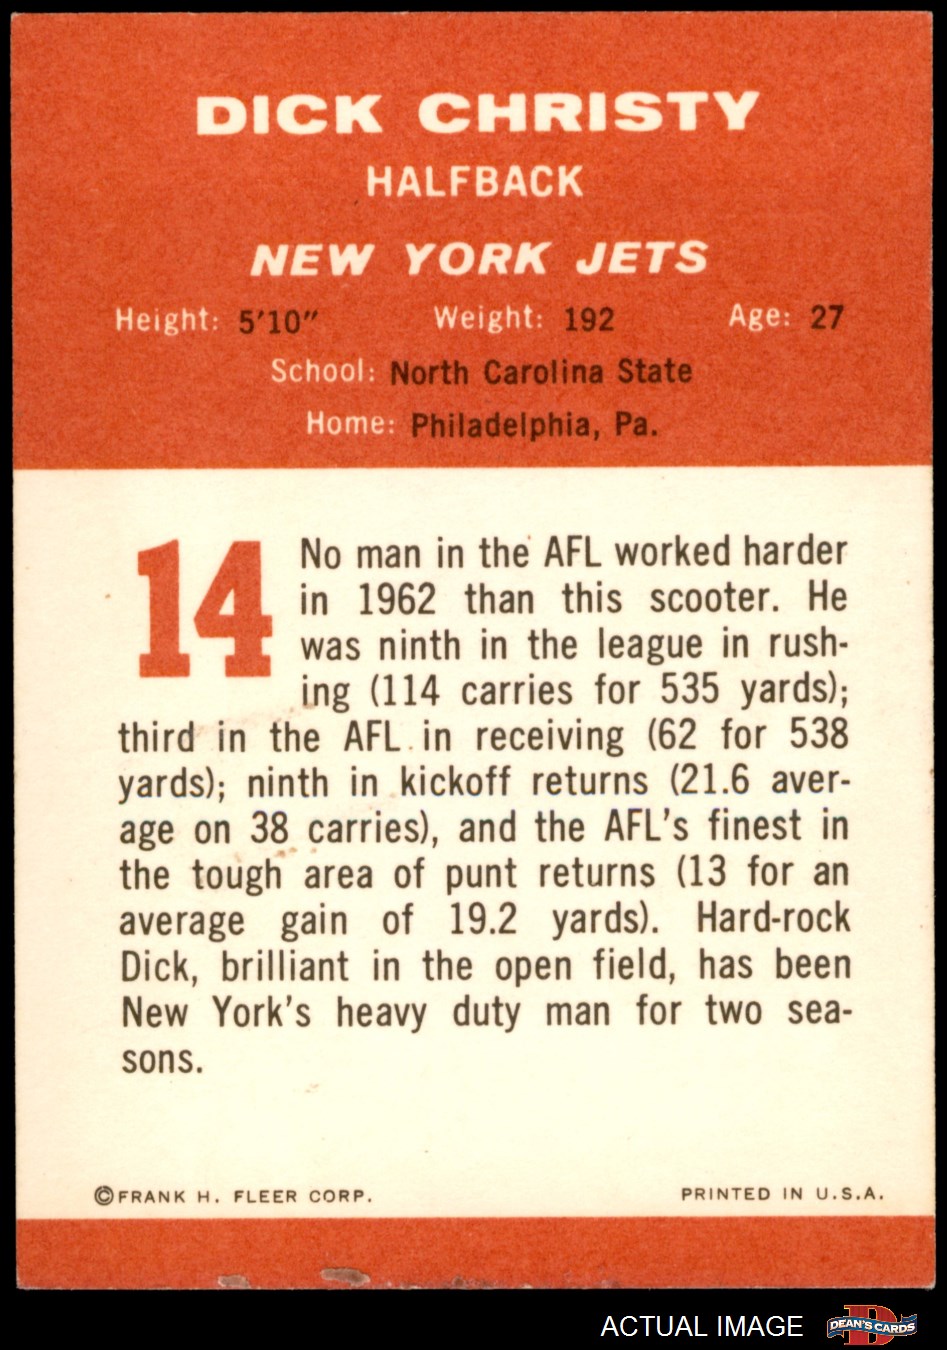 DICK CHRISTY
HALFBACK
NEW YORK JETS
Height: 5'10" Weight: 192 Age: 27
School: North Carolina State
Home: Philadelphia, Pa.
14
No man in the AFL worked harder
in 1962 than this scooter. He
was ninth in the league in rush-
ing (114 carries for 535 yards);
third in the AFL in receiving (62 for 538
yards); ninth in kickoff returns (21.6 aver-
age on 38 carries), and the AFL's finest in
the tough area of punt returns (13 for an
average gain of 19.2 yards). Hard-rock
Dick, brilliant in the open field, has been
New York's heavy duty man for two sea-
sons.
©FRANK H. FLEER CORP. PRINTED IN U.S.A.
ACTUAL IMAGE D DEAN'S CARDS